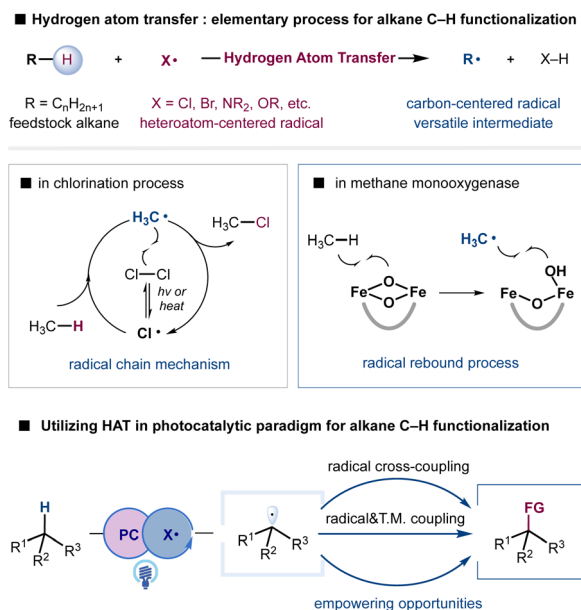 ■ Hydrogen atom transfer : elementary process for alkane C–H functionalization
R–H + X• —Hydrogen Atom Transfer→ R• + X–H
R = CₙH₂ₙ₊₁ X = Cl, Br, NR₂, OR, etc. carbon-centered radical
feedstock alkane heteroatom-centered radical versatile intermediate
■ in chlorination process
H₃C•
H₃C–Cl
Cl–Cl
hv or
heat
H₃C–H
Cl•
radical chain mechanism
■ in methane monooxygenase
H₃C–H H₃C•
O OH
Fe Fe Fe Fe
O O
radical rebound process
■ Utilizing HAT in photocatalytic paradigm for alkane C–H functionalization
radical cross-coupling
H FG
PC X• • radical&T.M. coupling
R¹ R² R³ R¹ R² R³ R¹ R² R³
empowering opportunities